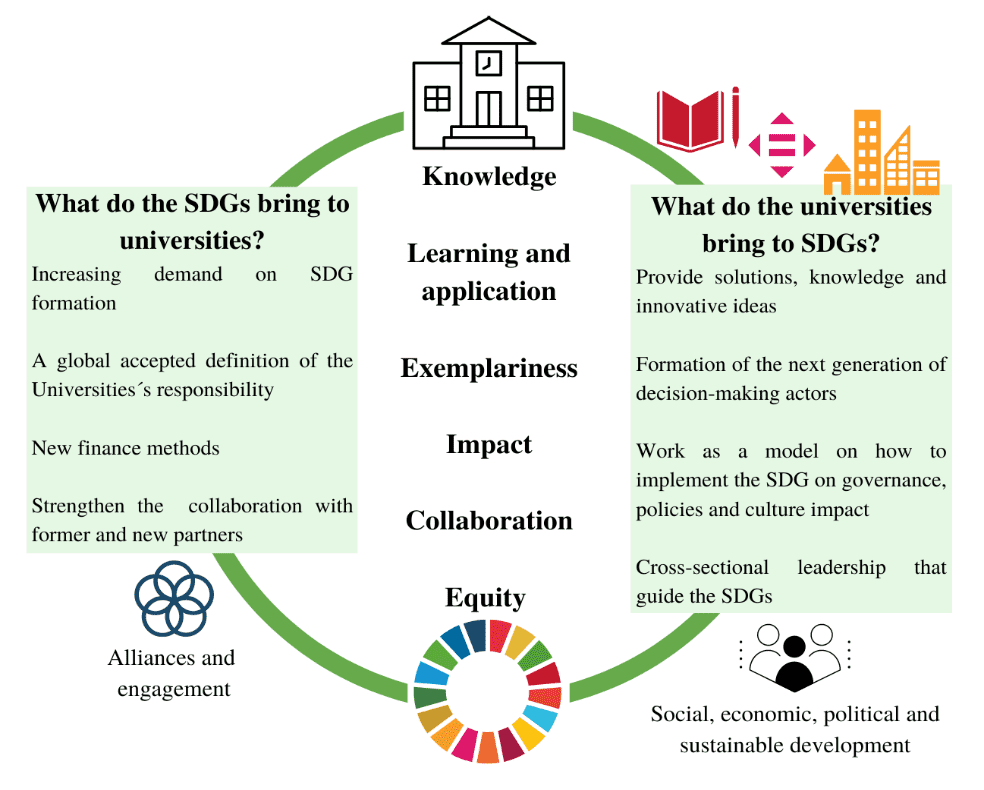 Knowledge
Learning and
application
Exemplariness
Impact
Collaboration
Equity
What do the SDGs bring to
universities?
Increasing demand on SDG
formation
A global accepted definition of the
Universities´s responsibility
New finance methods
Strengthen the collaboration with
former and new partners
Alliances and
engagement
What do the universities
bring to SDGs?
Provide solutions, knowledge and
innovative ideas
Formation of the next generation of
decision-making actors
Work as a model on how to
implement the SDG on governance,
policies and culture impact
Cross-sectional leadership that
guide the SDGs
Social, economic, political and
sustainable development